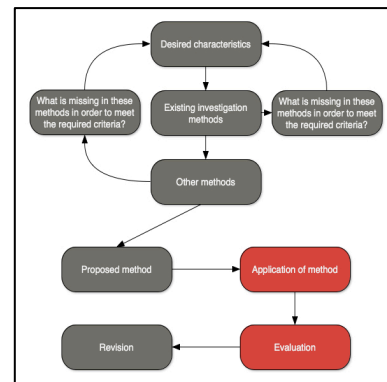 Desired characteristics
What is missing in these
methods in order to meet
the required criteria?
Existing investigation
methods
What is missing in these
methods in order to meet
the required criteria?
Other methods
Proposed method
Application of method
Revision
Evaluation